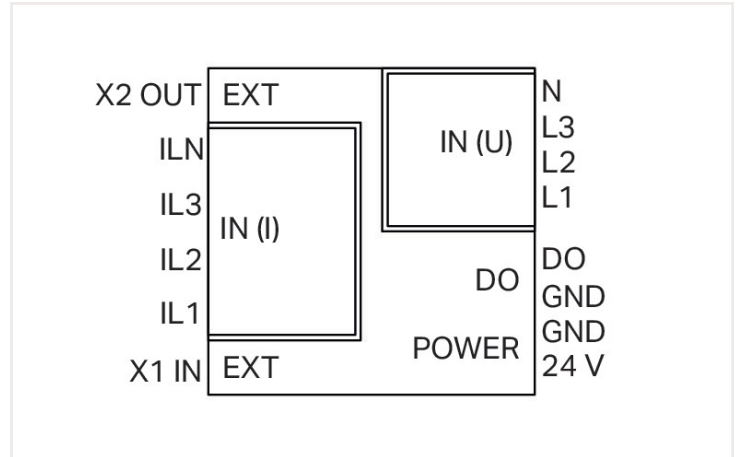 X2 OUT EXT N
L3
ILN IN (U)
L2
IL3 L1
IN (I)
IL2 DO
DO
GND
IL1 GND
POWER
X1 IN EXT 24 V